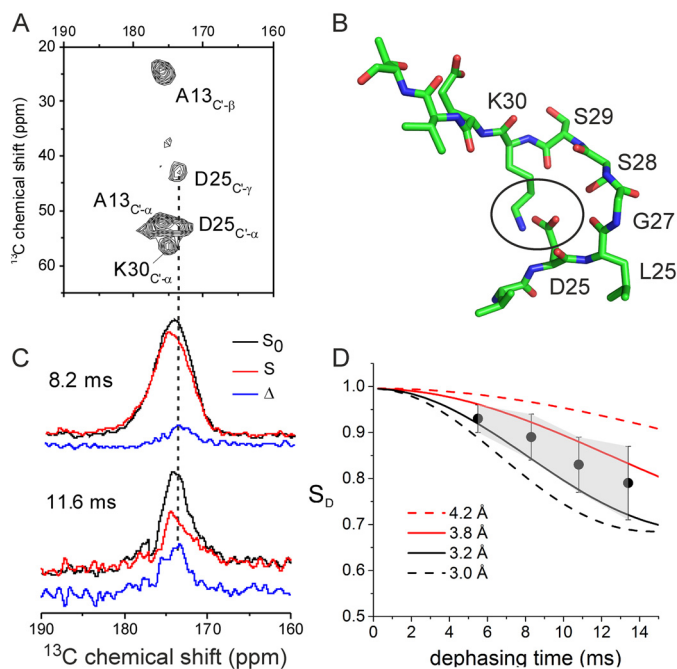 A
190 180 170 160
20
30
40
50
60
¹³C chemical shift (ppm)
A13C'-β
D25C'-γ
A13C'-α
D25C'-α
K30C'-α
B
K30
S29
S28
G27
L25
D25
C
8.2 ms
S₀
S
Δ
11.6 ms
190 180 170 160
¹³C chemical shift (ppm)
D
1.0
0.9
0.8
0.7
0.6
0.5
S_D
4.2 Å
3.8 Å
3.2 Å
3.0 Å
0 2 4 6 8 10 12 14
dephasing time (ms)